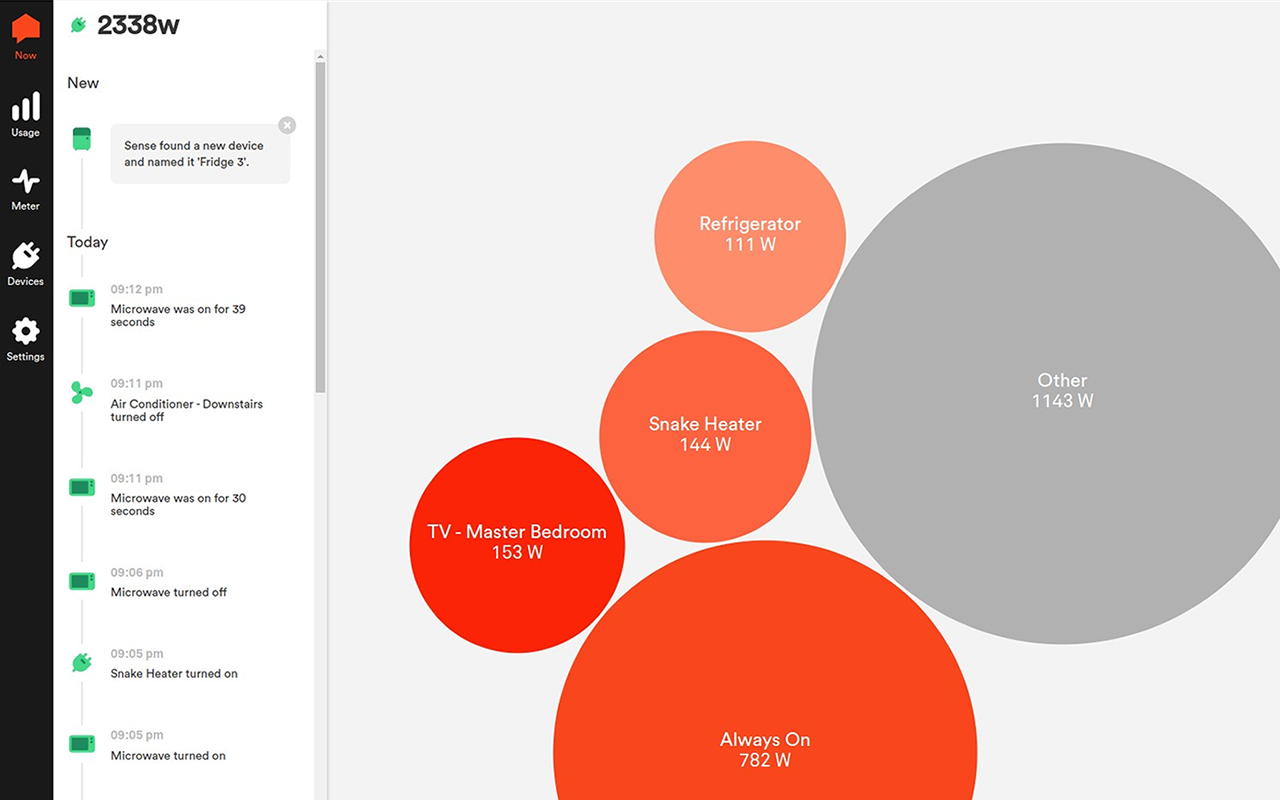 2338w
Now
Usage
Meter
Devices
Settings
New
Sense found a new device
and named it 'Fridge 3'.
Today
09:12 pm
Microwave was on for 39
seconds
09:11 pm
Air Conditioner - Downstairs
turned off
09:11 pm
Microwave was on for 30
seconds
09:06 pm
Microwave turned off
09:05 pm
Snake Heater turned on
09:05 pm
Microwave turned on
Refrigerator
111 W
Other
1143 W
Snake Heater
144 W
TV - Master Bedroom
153 W
Always On
782 W